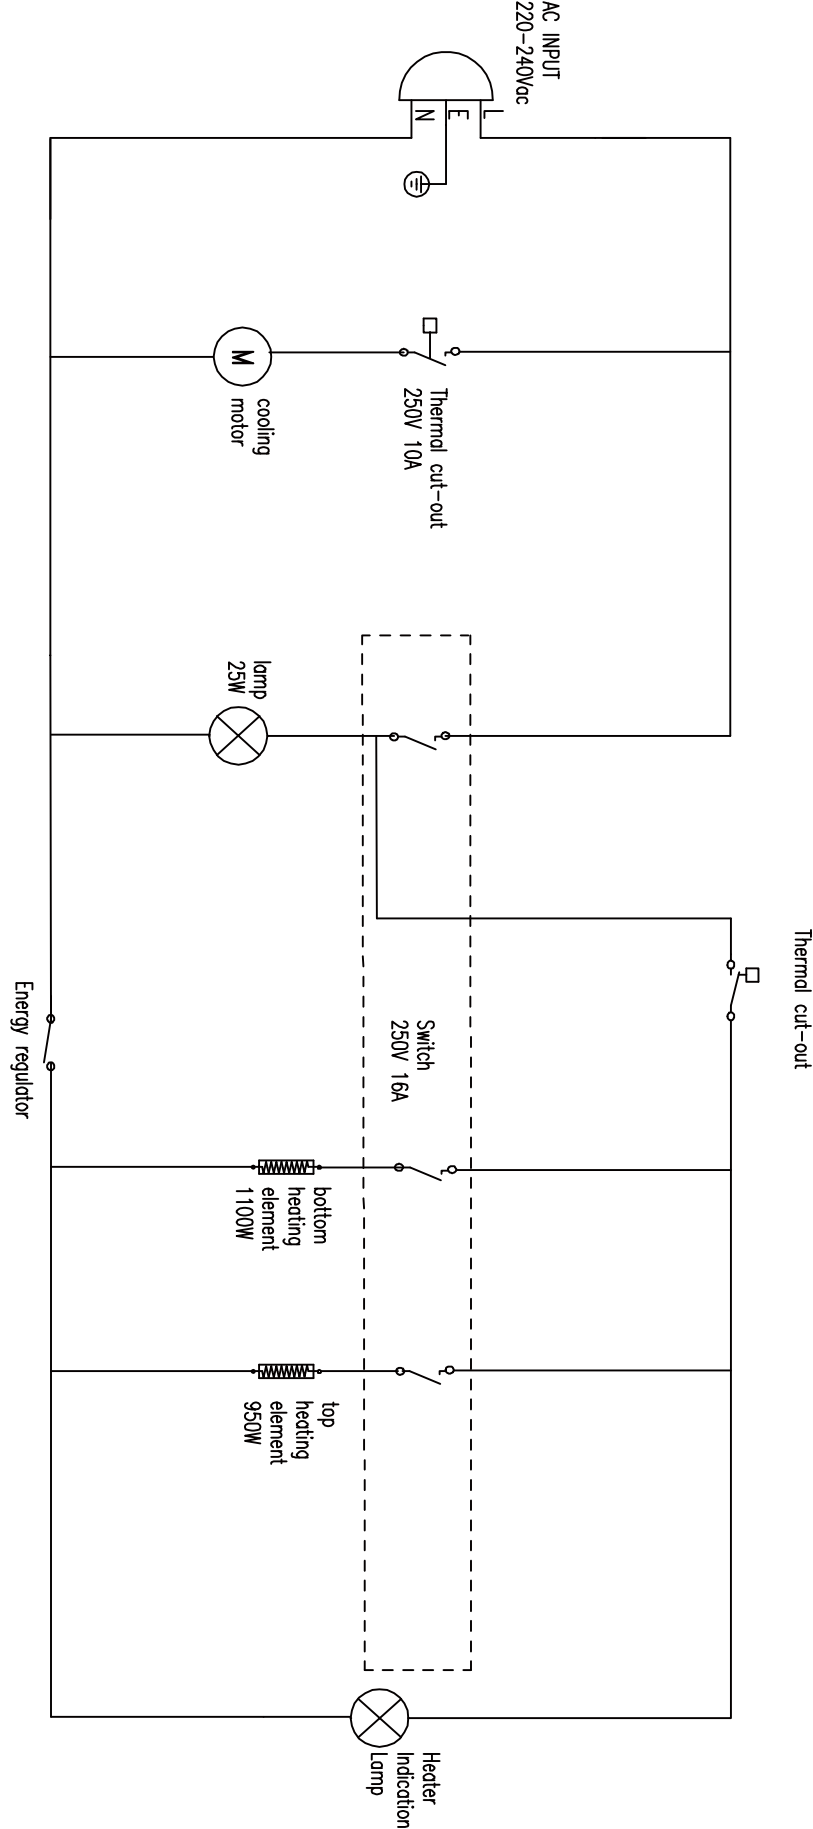 AC INPUT
220-240Vac
L
E
N
M
cooling
motor
Thermal cut-out
250V 10A
lamp
25W
Thermal cut-out
Energy regulator
Switch
250V 16A
bottom
heating
element
1100W
top
heating
element
950W
Heater
Indication
Lamp